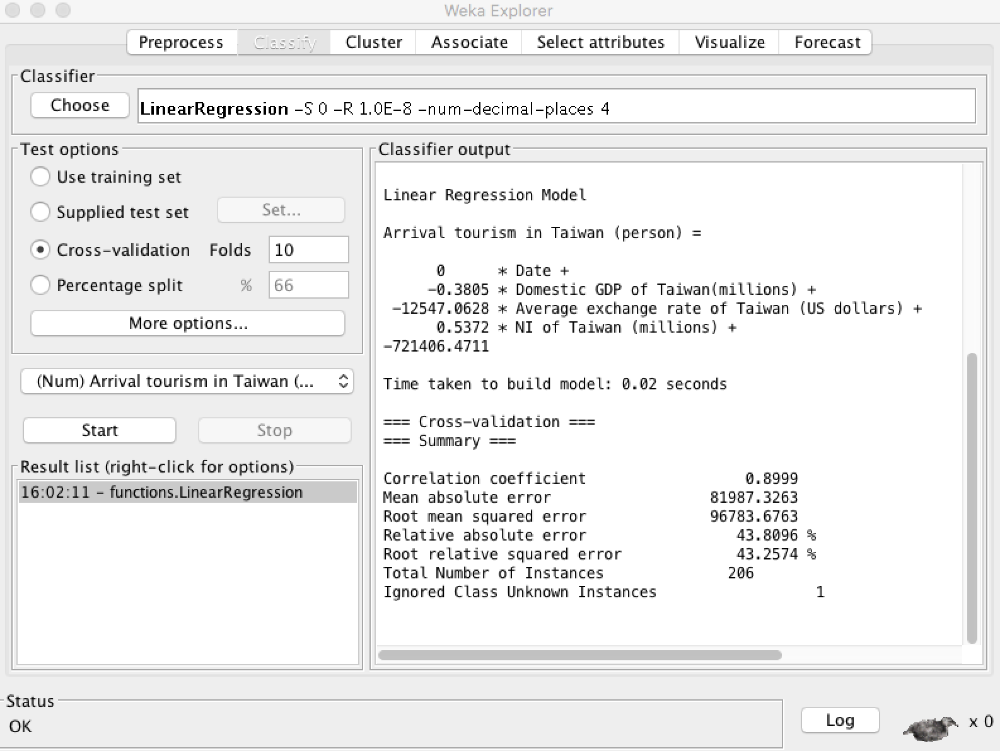 Weka Explorer
Preprocess Classify Cluster Associate Select attributes Visualize Forecast
Classifier
Choose LinearRegression -S 0 -R 1.0E-8 -num-decimal-places 4
Test options
Use training set
Supplied test set Set...
Cross-validation Folds 10
Percentage split % 66
More options...
(Num) Arrival tourism in Taiwan (...
Start Stop
Result list (right-click for options)
16:02:11 - functions.LinearRegression
Classifier output
Linear Regression Model
Arrival tourism in Taiwan (person) =
0 * Date +
-0.3805 * Domestic GDP of Taiwan(millions) +
-12547.0628 * Average exchange rate of Taiwan (US dollars) +
0.5372 * NI of Taiwan (millions) +
-721406.4711
Time taken to build model: 0.02 seconds
=== Cross-validation ===
=== Summary ===
Correlation coefficient 0.8999
Mean absolute error 81987.3263
Root mean squared error 96783.6763
Relative absolute error 43.8096 %
Root relative squared error 43.2574 %
Total Number of Instances 206
Ignored Class Unknown Instances 1
Status
OK
Log x 0